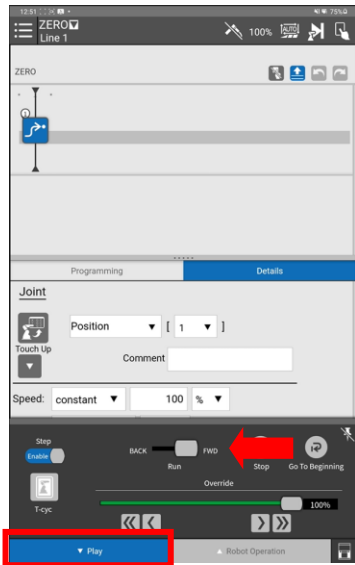 12:51
75%
ZERO
Line 1
100%
AUTO
ZERO
1
Programming
Details
Joint
Position
[ 1 ]
Touch Up
Comment
Speed:
constant
100
%
Step
Enable
BACK
FWD
Run
Stop
Go To Beginning
Override
T-cyc
100%
Play
Robot Operation